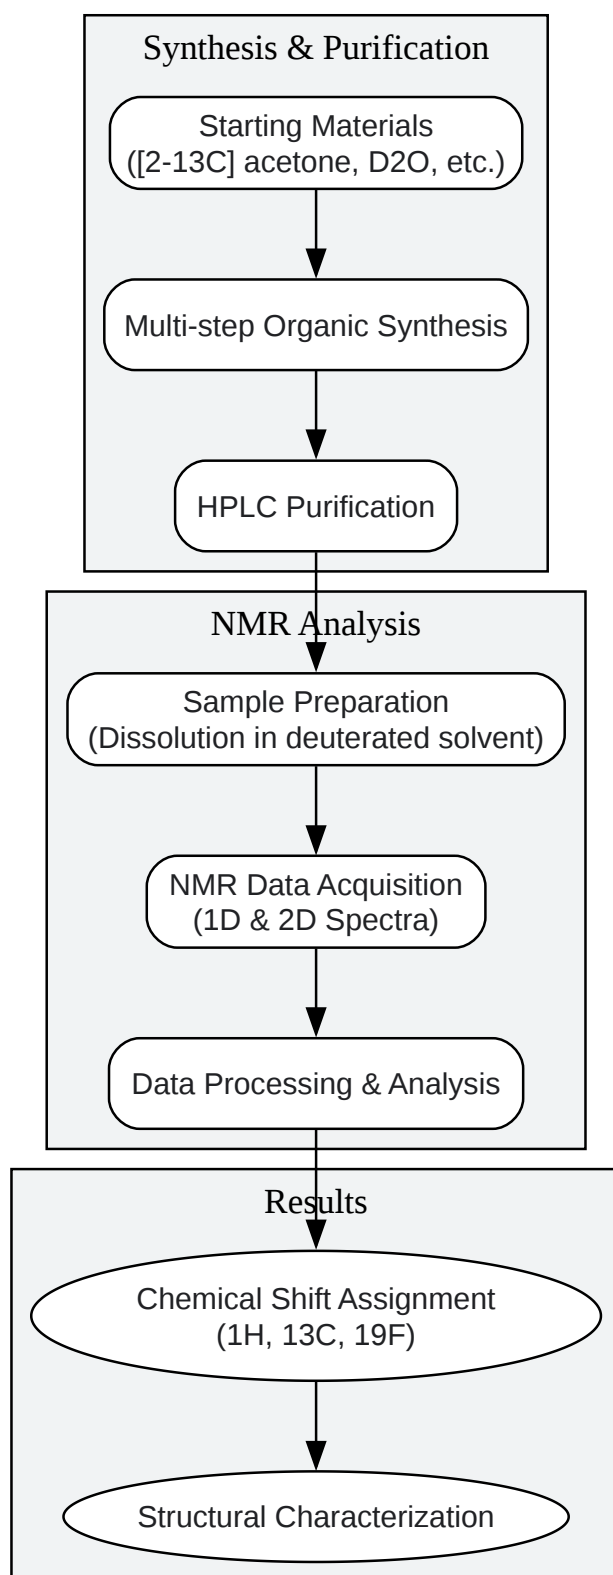 Synthesis & Purification
Starting Materials
([2-13C] acetone, D2O, etc.)
Multi-step Organic Synthesis
HPLC Purification
NMR Analysis
Sample Preparation
(Dissolution in deuterated solvent)
NMR Data Acquisition
(1D & 2D Spectra)
Data Processing & Analysis
Results
Chemical Shift Assignment
(1H, 13C, 19F)
Structural Characterization